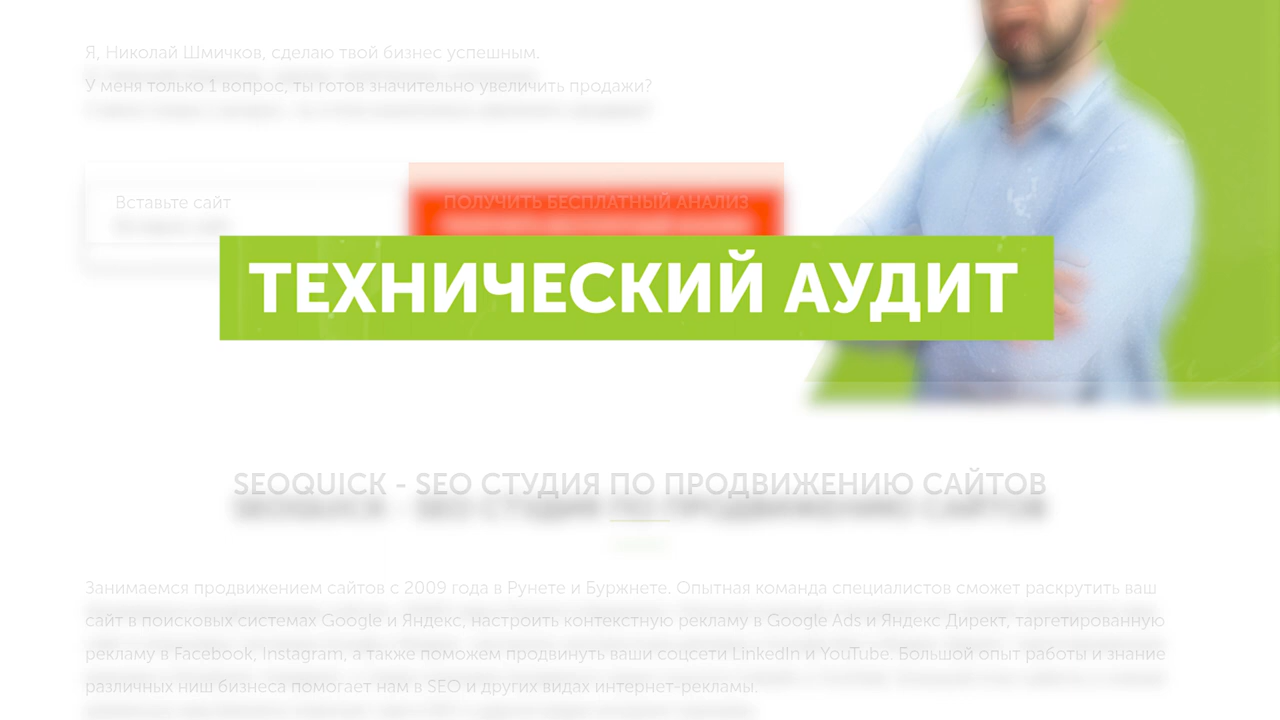 Я, Николай Шмичков, сделаю твой бизнес успешным.
У меня только 1 вопрос, ты готов значительно увеличить продажи?
Вставьте сайт
ПОЛУЧИТЬ БЕСПЛАТНЫЙ АНАЛИЗ
ТЕХНИЧЕСКИЙ АУДИТ
SEOQUICK - SEO СТУДИЯ ПО ПРОДВИЖЕНИЮ САЙТОВ
Занимаемся продвижением сайтов с 2009 года в Рунете и Буржнете. Опытная команда специалистов сможет раскрутить ваш
сайт в поисковых системах Google и Яндекс, настроить контекстную рекламу в Google Ads и Яндекс Директ, таргетированную
рекламу в Facebook, Instagram, а также поможем продвинуть ваши соцсети LinkedIn и YouTube. Большой опыт работы и знание
различных ниш бизнеса помогает нам в SEO и других видах интернет-рекламы.